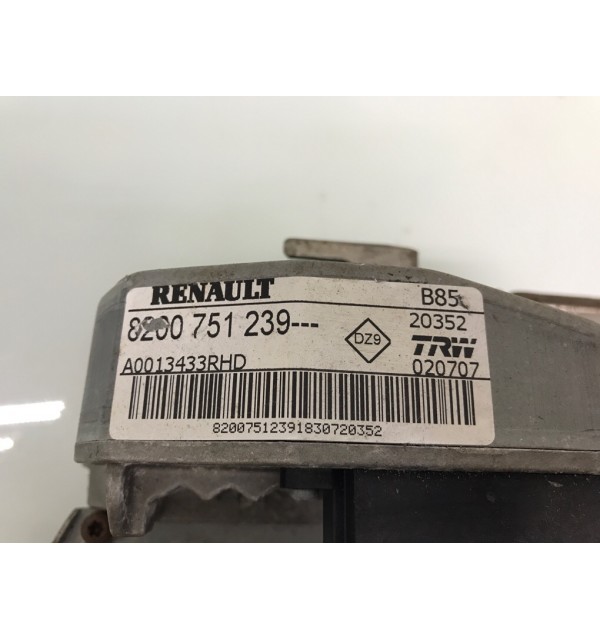 RENAULT B85
8200 751 239--- DZ9 20352
TRW
A0013433RHD 020707
82007512391830720352